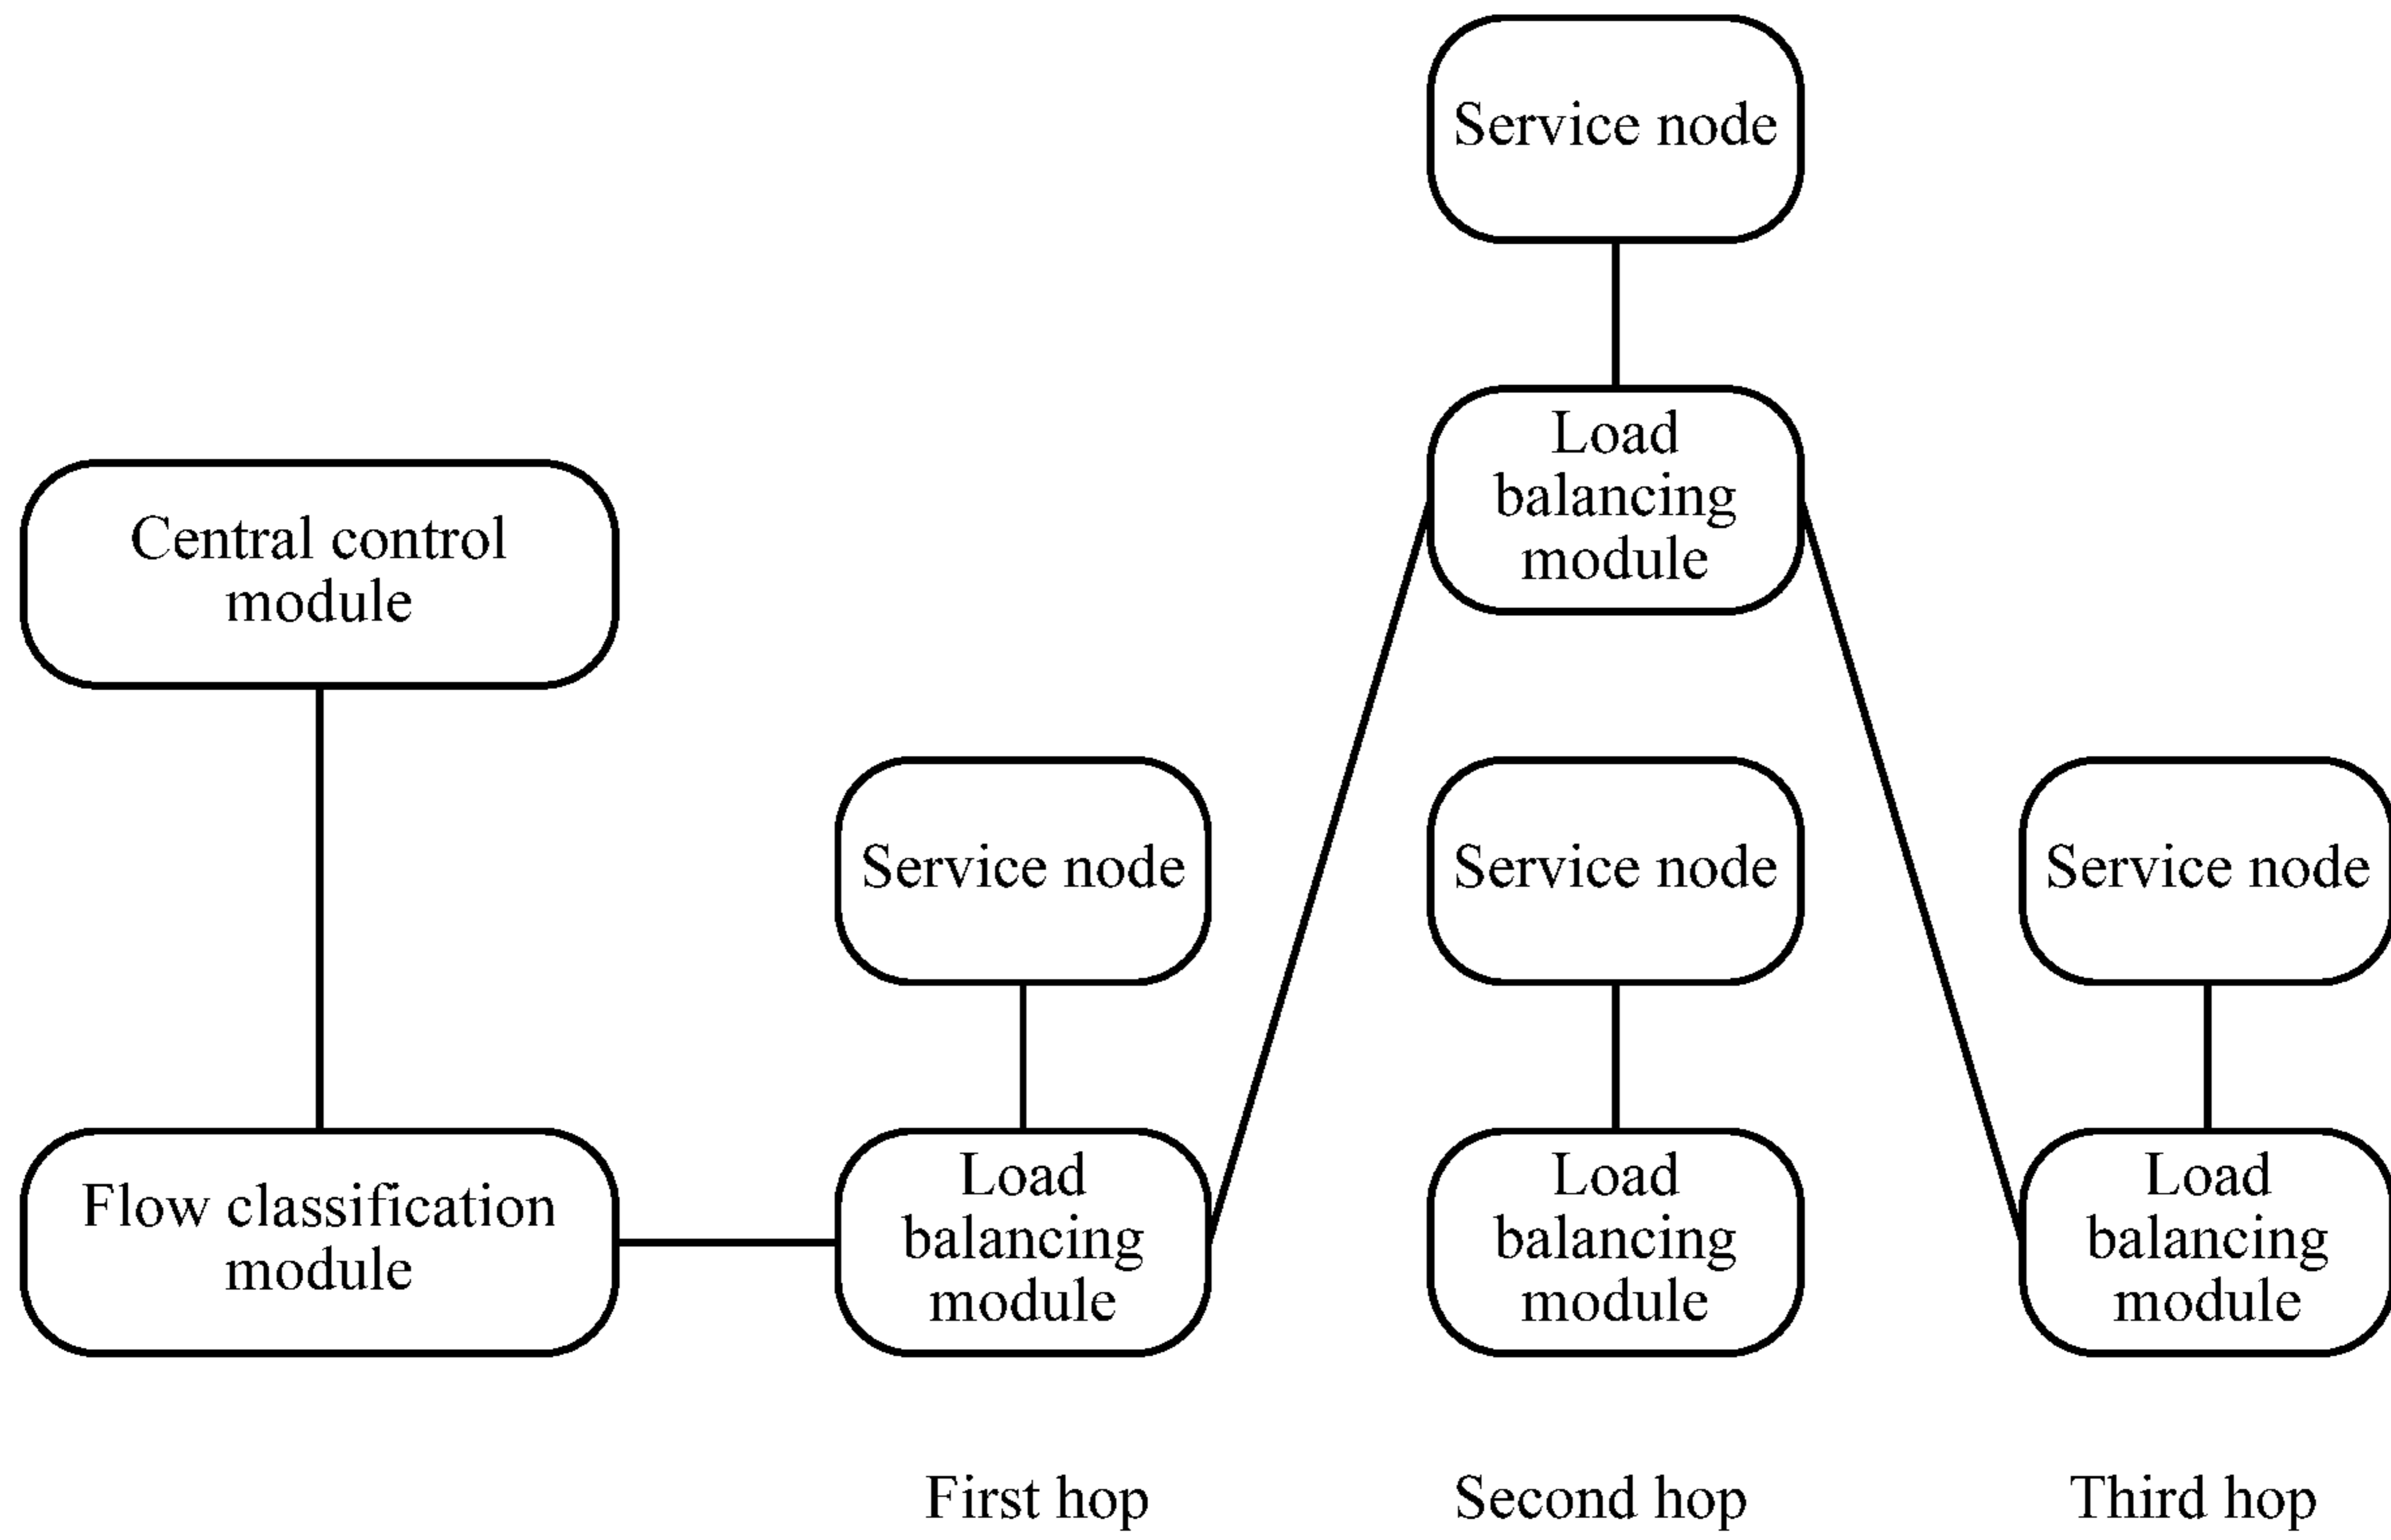 Service node
Load
balancing
module
Central control
module
Service node
Service node
Service node
Flow classification
module
Load
balancing
module
Load
balancing
module
Load
balancing
module
First hop
Second hop
Third hop